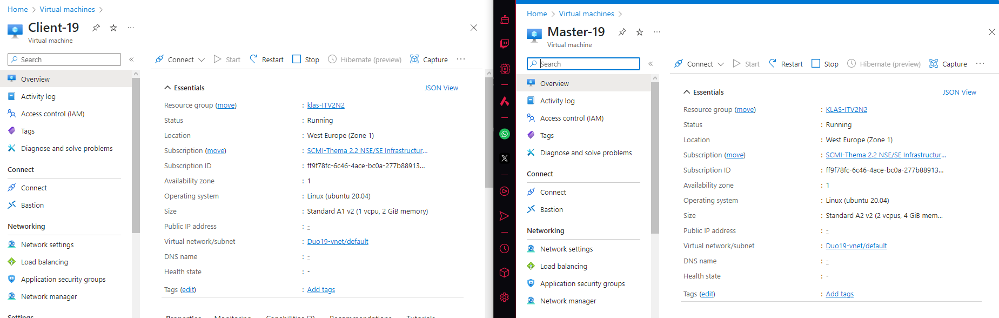 Home > Virtual machines >
Client-19
Virtual machine
Search
Overview
Activity log
Access control (IAM)
Tags
Diagnose and solve problems
Connect
Connect
Bastion
Networking
Network settings
Load balancing
Application security groups
Network manager
Settings
Connect Start Restart Stop Hibernate (preview) Capture ...
Essentials JSON View
Resource group (move) : klas-ITV2N2
Status : Running
Location : West Europe (Zone 1)
Subscription (move) : SCMI-Thema 2.2 NSE/SE Infrastructur...
Subscription ID : ff9f78fc-6c46-4ace-bc0a-277b88913...
Availability zone : 1
Operating system : Linux (ubuntu 20.04)
Size : Standard A1 v2 (1 vcpu, 2 GiB memory)
Public IP address : -
Virtual network/subnet : Duo19-vnet/default
DNS name : -
Health state : -
Tags (edit) : Add tags
Properties Monitoring Capabilities (7) Recommendations Tutorials
Home > Virtual machines >
Master-19
Virtual machine
Search
Overview
Activity log
Access control (IAM)
Tags
Diagnose and solve problems
Connect
Connect
Bastion
Networking
Network settings
Load balancing
Application security groups
Network manager
Connect Start Restart Stop Hibernate (preview) Capture ...
Essentials JSON View
Resource group (move) : KLAS-ITV2N2
Status : Running
Location : West Europe (Zone 1)
Subscription (move) : SCMI-Thema 2.2 NSE/SE Infrastructur...
Subscription ID : ff9f78fc-6c46-4ace-bc0a-277b88913...
Availability zone : 1
Operating system : Linux (ubuntu 20.04)
Size : Standard A2 v2 (2 vcpus, 4 GiB mem...
Public IP address : -
Virtual network/subnet : Duo19-vnet/default
DNS name : -
Health state : -
Tags (edit) : Add tags